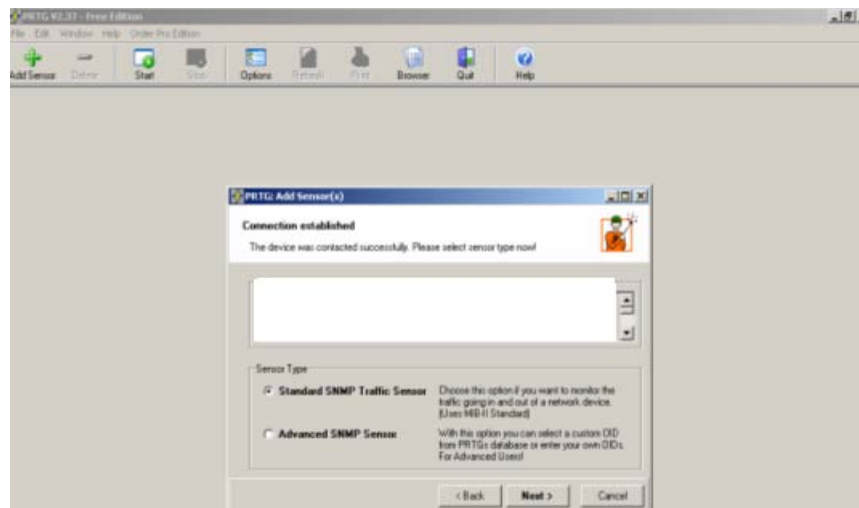 PRTG V2.37 - Free Edition
File Edit Window Help Order Pro Edition
Add Sensor Delete Start Stop Options Refresh Print Browser Quit Help
PRTG: Add Sensor(s)
Connection established
The device was contacted successfully. Please select sensor type now!
Sensor Type
Standard SNMP Traffic Sensor
Choose this option if you want to monitor the
traffic going in and out of a network device.
(Uses MIB-II Standard)
Advanced SNMP Sensor
With this option you can select a custom OID
from PRTGs database or enter your own OIDs.
For Advanced Users!
< Back Next > Cancel